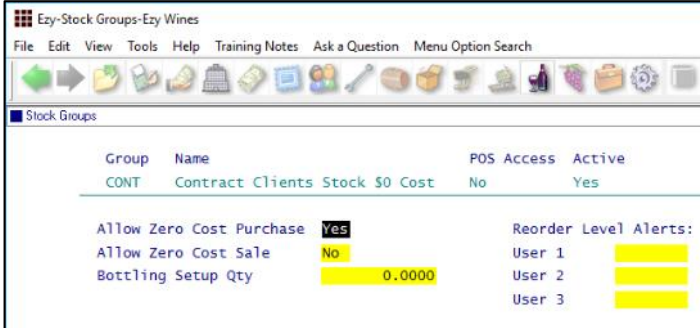 Ezy-Stock Groups-Ezy Wines
File Edit View Tools Help Training Notes Ask a Question Menu Option Search
Stock Groups
Group Name POS Access Active
CONT Contract Clients Stock $0 Cost No Yes
Allow Zero Cost Purchase Yes Reorder Level Alerts:
Allow Zero Cost Sale No User 1
Bottling Setup Qty 0.0000 User 2
User 3